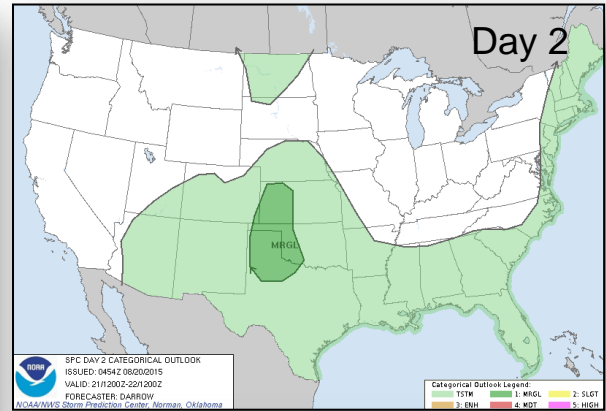 Day 2
MRGL
NOAA
SPC DAY 2 CATEGORICAL OUTLOOK
ISSUED: 0454Z 08/20/2015
VALID: 21/1200Z-22/1200Z
FORECASTER: DARROW
NOAA/NWS Storm Prediction Center, Norman, Oklahoma
Categorical Outlook Legend:
TSTM 1: MRGL 2: SLGT
3: ENH 4: MDT 5: HIGH